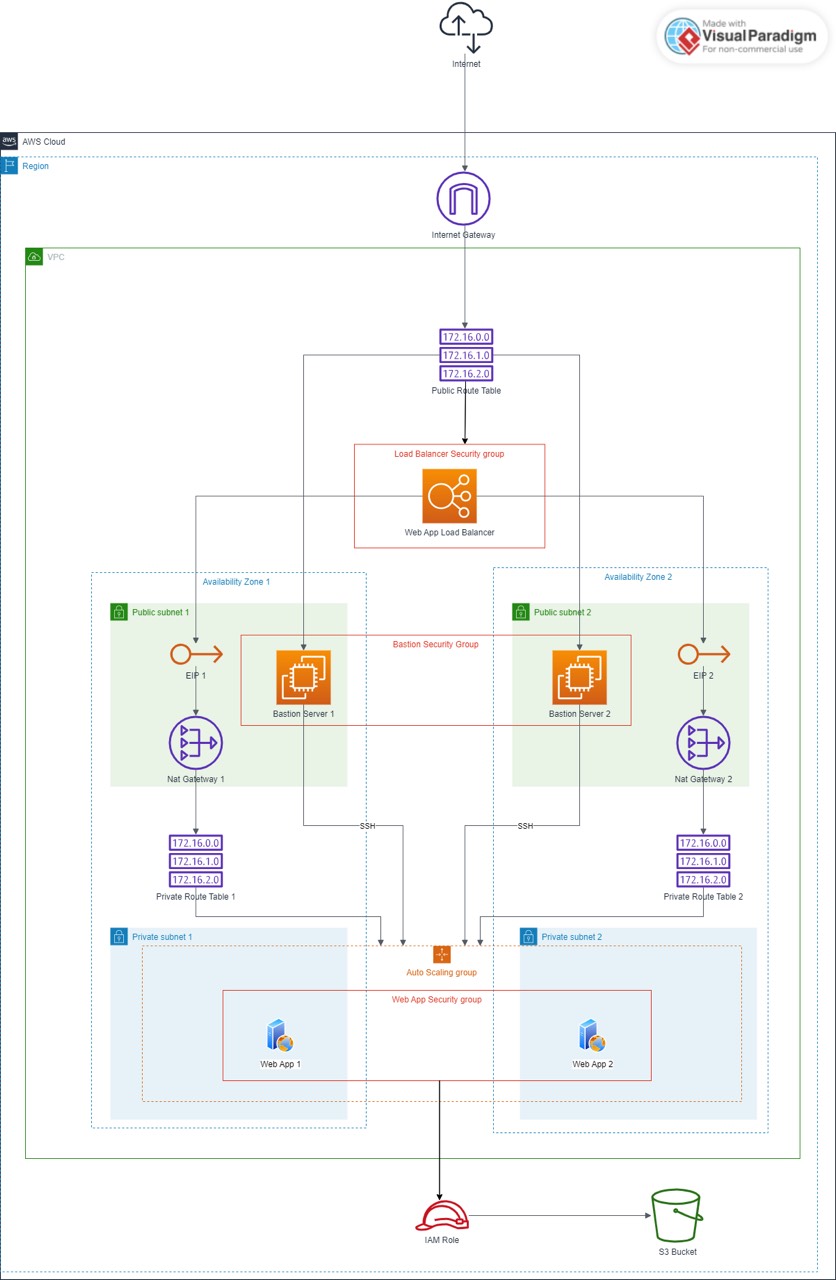 Made with
Visual Paradigm
For non-commercial use
Internet
aws
AWS Cloud
Region
Internet Gateway
VPC
172.16.0.0
172.16.1.0
172.16.2.0
Public Route Table
Load Balancer Security group
Web App Load Balancer
Availability Zone 1
Availability Zone 2
Public subnet 1
Public subnet 2
Bastion Security Group
EIP 1
EIP 2
Bastion Server 1
Bastion Server 2
Nat Gatetway 1
Nat Gatetway 2
SSH
SSH
172.16.0.0
172.16.1.0
172.16.2.0
Private Route Table 1
172.16.0.0
172.16.1.0
172.16.2.0
Private Route Table 2
Private subnet 1
Private subnet 2
Auto Scaling group
Web App Security group
Web App 1
Web App 2
IAM Role
S3 Bucket